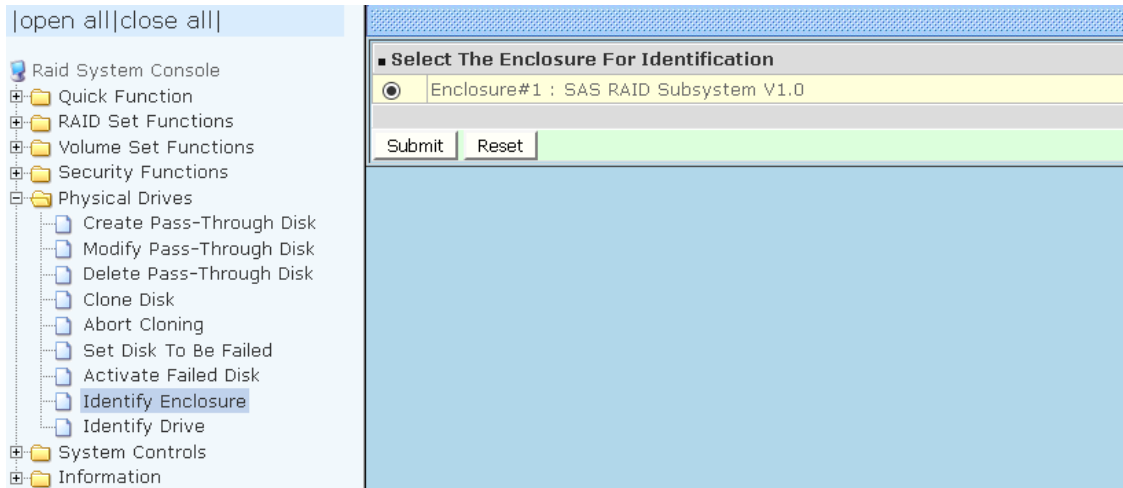 |open all|close all|
Raid System Console
Quick Function
RAID Set Functions
Volume Set Functions
Security Functions
Physical Drives
Create Pass-Through Disk
Modify Pass-Through Disk
Delete Pass-Through Disk
Clone Disk
Abort Cloning
Set Disk To Be Failed
Activate Failed Disk
Identify Enclosure
Identify Drive
System Controls
Information
Select The Enclosure For Identification
Enclosure#1 : SAS RAID Subsystem V1.0
Submit Reset